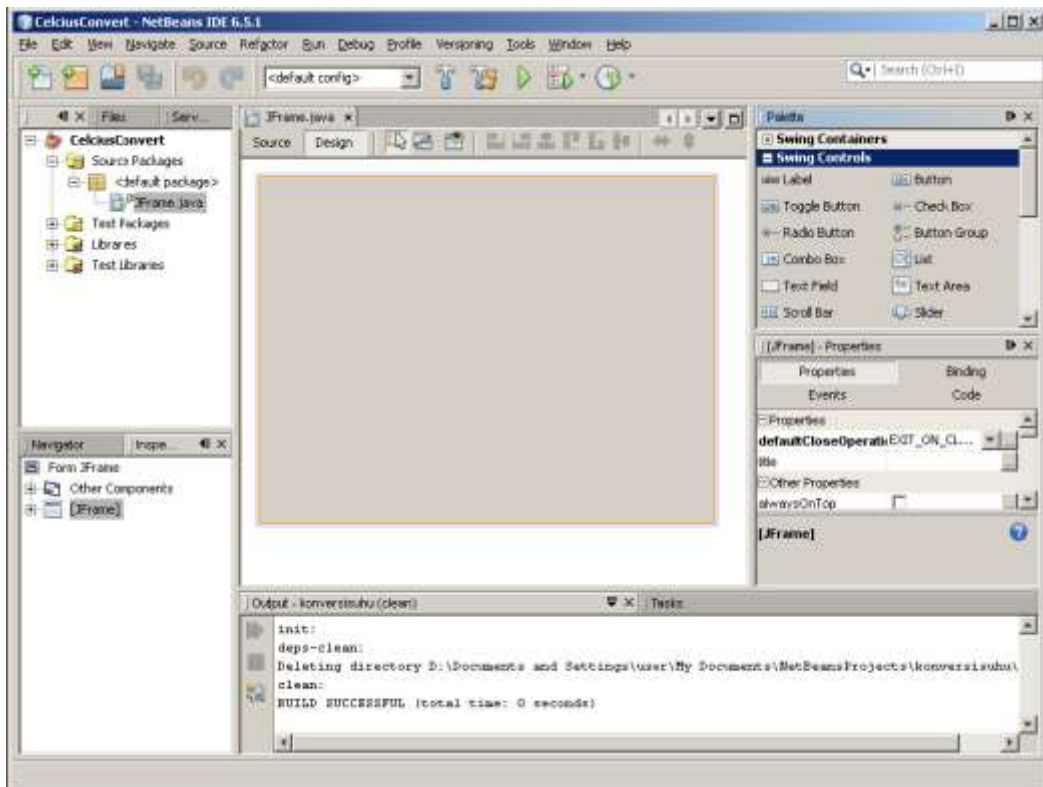 CelciusConvert - NetBeans IDE 6.5.1
File Edit View Navigate Source Refactor Run Debug Profile Versioning Tools Window Help
<default config>
Search (Ctrl+I)
Files Serv...
CelciusConvert
Source Packages
<default package>
JFrame.java
Test Packages
Libraries
Test Libraries
JFrame.java
Source Design
Palette
Swing Containers
Swing Controls
Label Button
Toggle Button Check Box
Radio Button Button Group
Combo Box List
Text Field Text Area
Scroll Bar Slider
[JFrame] - Properties
Properties Binding
Events Code
Properties
defaultCloseOperati EXIT_ON_CL...
title
Other Properties
alwaysOnTop
[JFrame]
Navigator Inspe...
Form JFrame
Other Components
[JFrame]
Output - konversisuhu (clean) Tasks
init:
deps-clean:
Deleting directory D:\Documents and Settings\user\My Documents\NetBeansProjects\konversisuhu\
clean:
BUILD SUCCESSFUL (total time: 0 seconds)